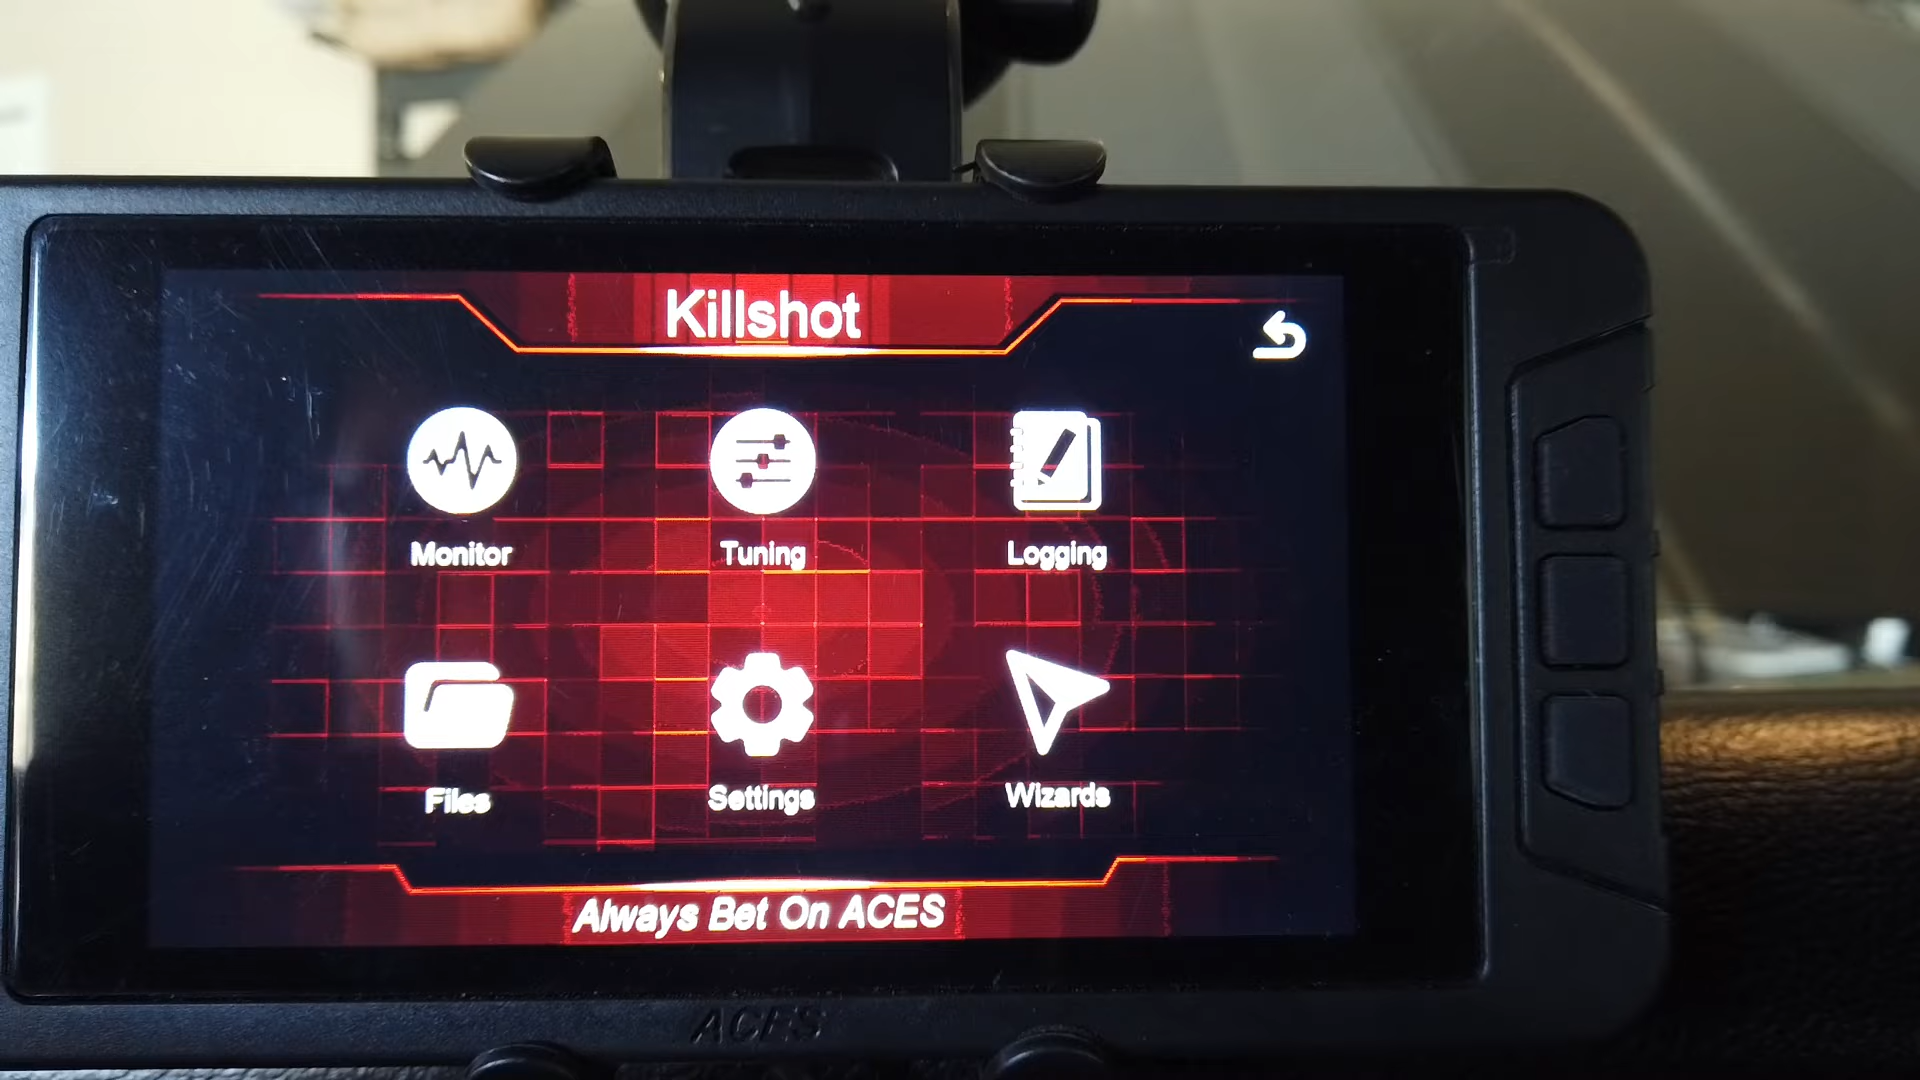 Killshot
Monitor
Tuning
Logging
Files
Settings
Wizards
Always Bet On ACES
ACES